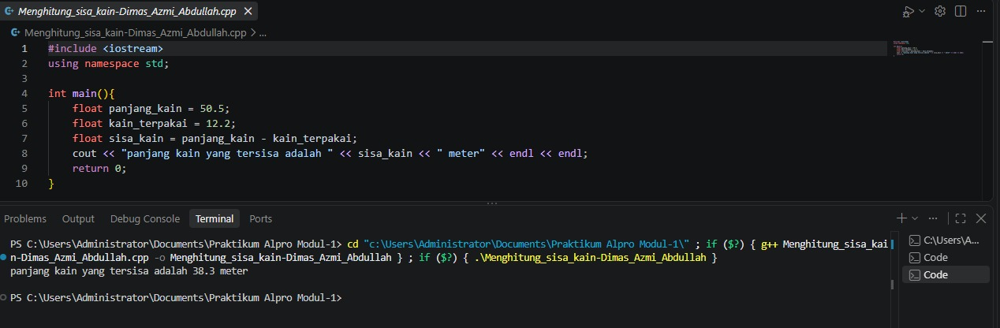 Menghitung_sisa_kain-Dimas_Azmi_Abdullah.cpp
Menghitung_sisa_kain-Dimas_Azmi_Abdullah.cpp > ...
1 #include <iostream>
2 using namespace std;
3
4 int main(){
5 float panjang_kain = 50.5;
6 float kain_terpakai = 12.2;
7 float sisa_kain = panjang_kain - kain_terpakai;
8 cout << "panjang kain yang tersisa adalah " << sisa_kain << " meter" << endl << endl;
9 return 0;
10 }
Problems Output Debug Console Terminal Ports
PS C:\Users\Administrator\Documents\Praktikum Alpro Modul-1> cd "c:\Users\Administrator\Documents\Praktikum Alpro Modul-1\" ; if ($?) { g++ Menghitung_sisa_kai
n-Dimas_Azmi_Abdullah.cpp -o Menghitung_sisa_kain-Dimas_Azmi_Abdullah } ; if ($?) { .\Menghitung_sisa_kain-Dimas_Azmi_Abdullah }
panjang kain yang tersisa adalah 38.3 meter
PS C:\Users\Administrator\Documents\Praktikum Alpro Modul-1>
C:\Users\A...
Code
Code